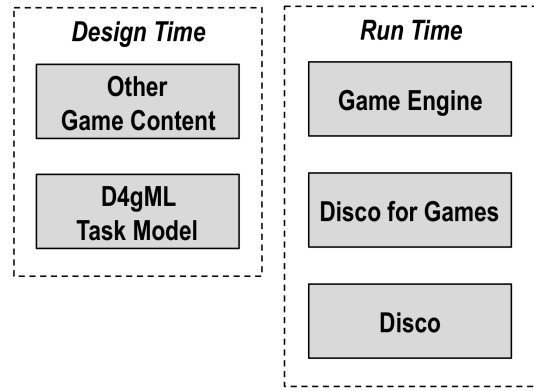 Design Time
Other
Game Content
D4gML
Task Model
Run Time
Game Engine
Disco for Games
Disco